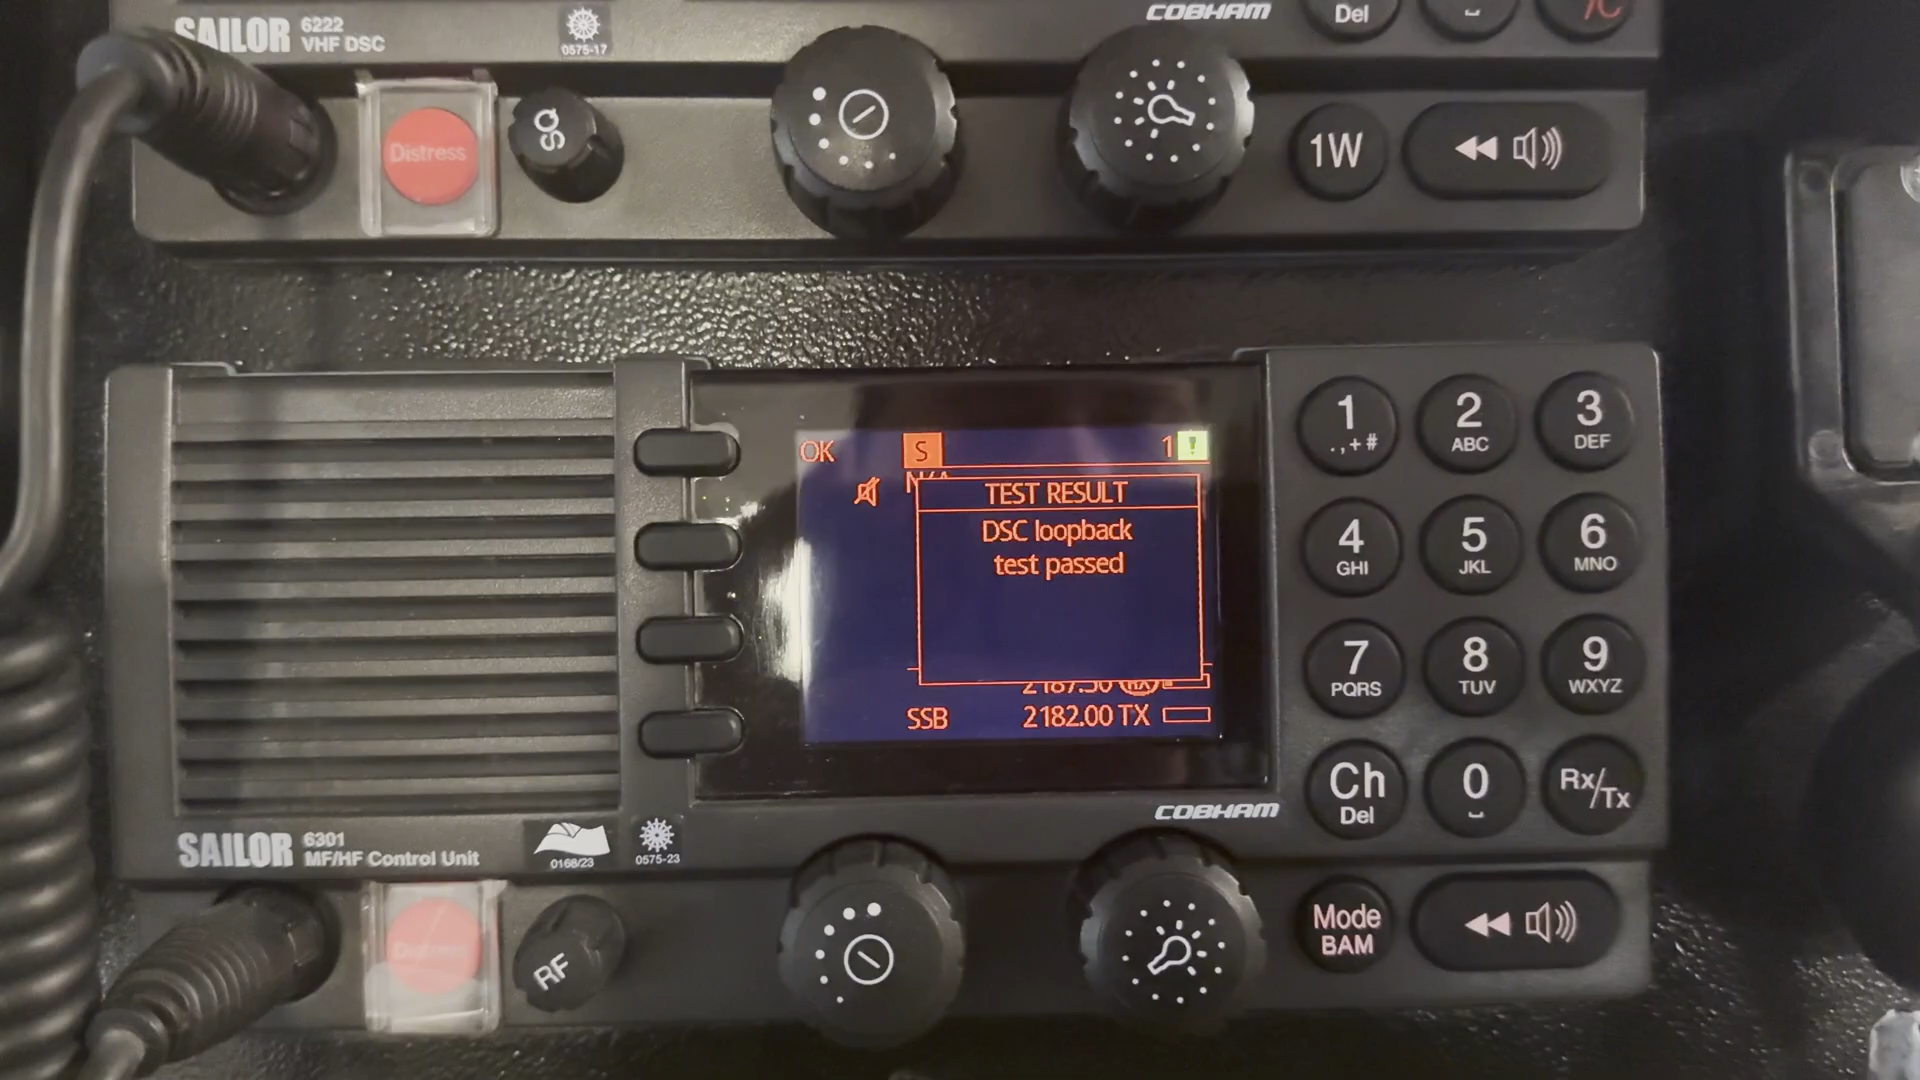 SAILOR 6222
VHF DSC
0575-17
COBHAM
Del
/C
Distress
SQ
1W
OK
S
1
!
N/A
TEST RESULT
DSC loopback
test passed
2187.50
SSB 2182.00 TX
1
.,+#
2
ABC
3
DEF
4
GHI
5
JKL
6
MNO
7
PQRS
8
TUV
9
WXYZ
Ch
Del
0
Rx/Tx
COBHAM
SAILOR 6301
MF/HF Control Unit
0168/23
0575-23
Distress
RF
Mode
BAM